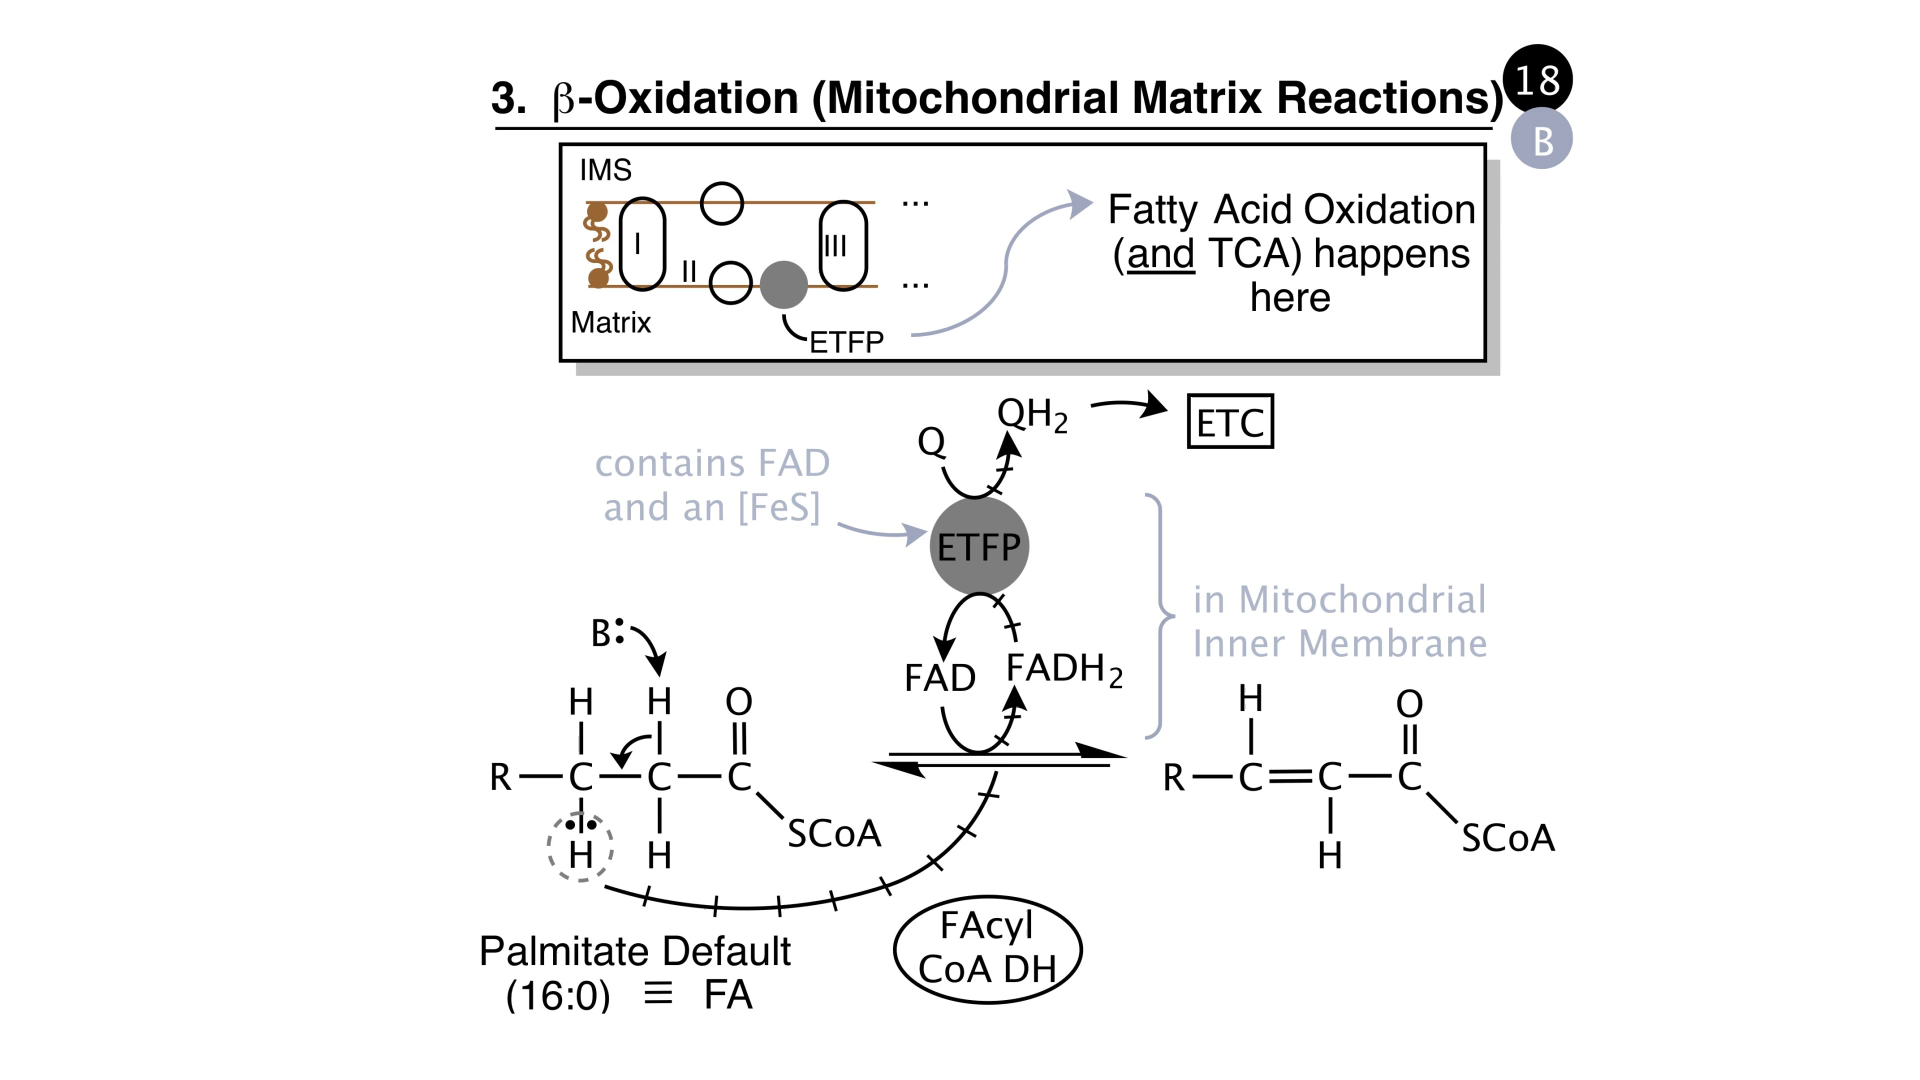 3. β-Oxidation (Mitochondrial Matrix Reactions)
18
B
IMS
I
II
III
...
...
Matrix
ETFP
Fatty Acid Oxidation
(and TCA) happens
here
Q
QH2
ETC
contains FAD
and an [FeS]
ETFP
in Mitochondrial
Inner Membrane
FAD
FADH2
B:
H H O
R C C C
SCoA
H H
H O
R C C C
SCoA
H
Palmitate Default
(16:0) ≡ FA
FAcyl
CoA DH